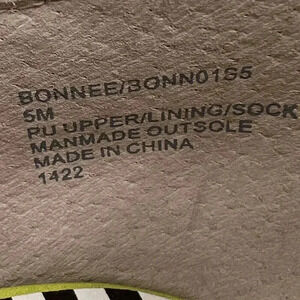 BONNEE/BONN01S5
5M
PU UPPER/LINING/SOCK
MANMADE OUTSOLE
MADE IN CHINA
1422